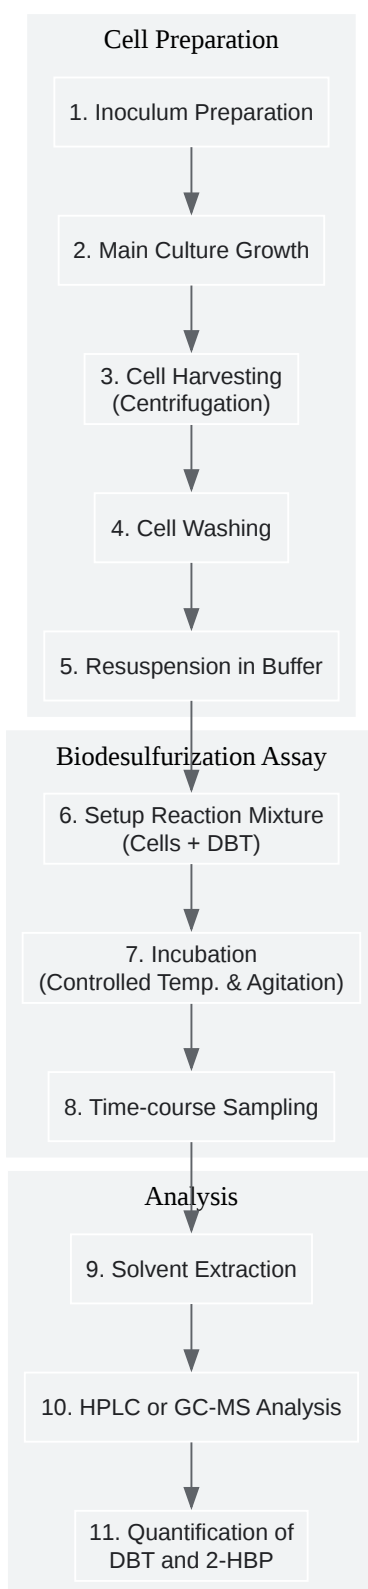 Cell Preparation
1. Inoculum Preparation
2. Main Culture Growth
3. Cell Harvesting
(Centrifugation)
4. Cell Washing
5. Resuspension in Buffer
Biodesulfurization Assay
6. Setup Reaction Mixture
(Cells + DBT)
7. Incubation
(Controlled Temp. & Agitation)
8. Time-course Sampling
Analysis
9. Solvent Extraction
10. HPLC or GC-MS Analysis
11. Quantification of
DBT and 2-HBP